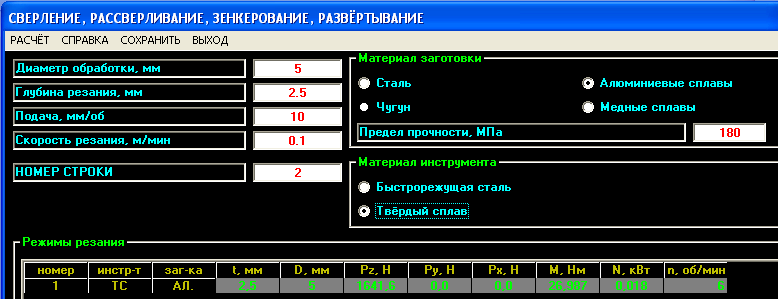 СВЕРЛЕНИЕ, РАССВЕРЛИВАНИЕ, ЗЕНКЕРОВАНИЕ, РАЗВЁРТЫВАНИЕ
РАСЧЁТ СПРАВКА СОХРАНИТЬ ВЫХОД
Диаметр обработки, мм 5
Глубина резания, мм 2.5
Подача, мм/об 10
Скорость резания, м/мин 0.1
НОМЕР СТРОКИ 2
Материал заготовки
Сталь Алюминиевые сплавы
Чугун Медные сплавы
Предел прочности, МПа 180
Материал инструмента
Быстрорежущая сталь
Твёрдый сплав
Режимы резания
номер инстр-т заг-ка t, мм D, мм Pz, Н Py, Н Px, Н М, Нм N, кВт n, об/мин
1 ТС АЛ. 2,5 5 1641,6 0,0 0,0 26,987 0,018 6